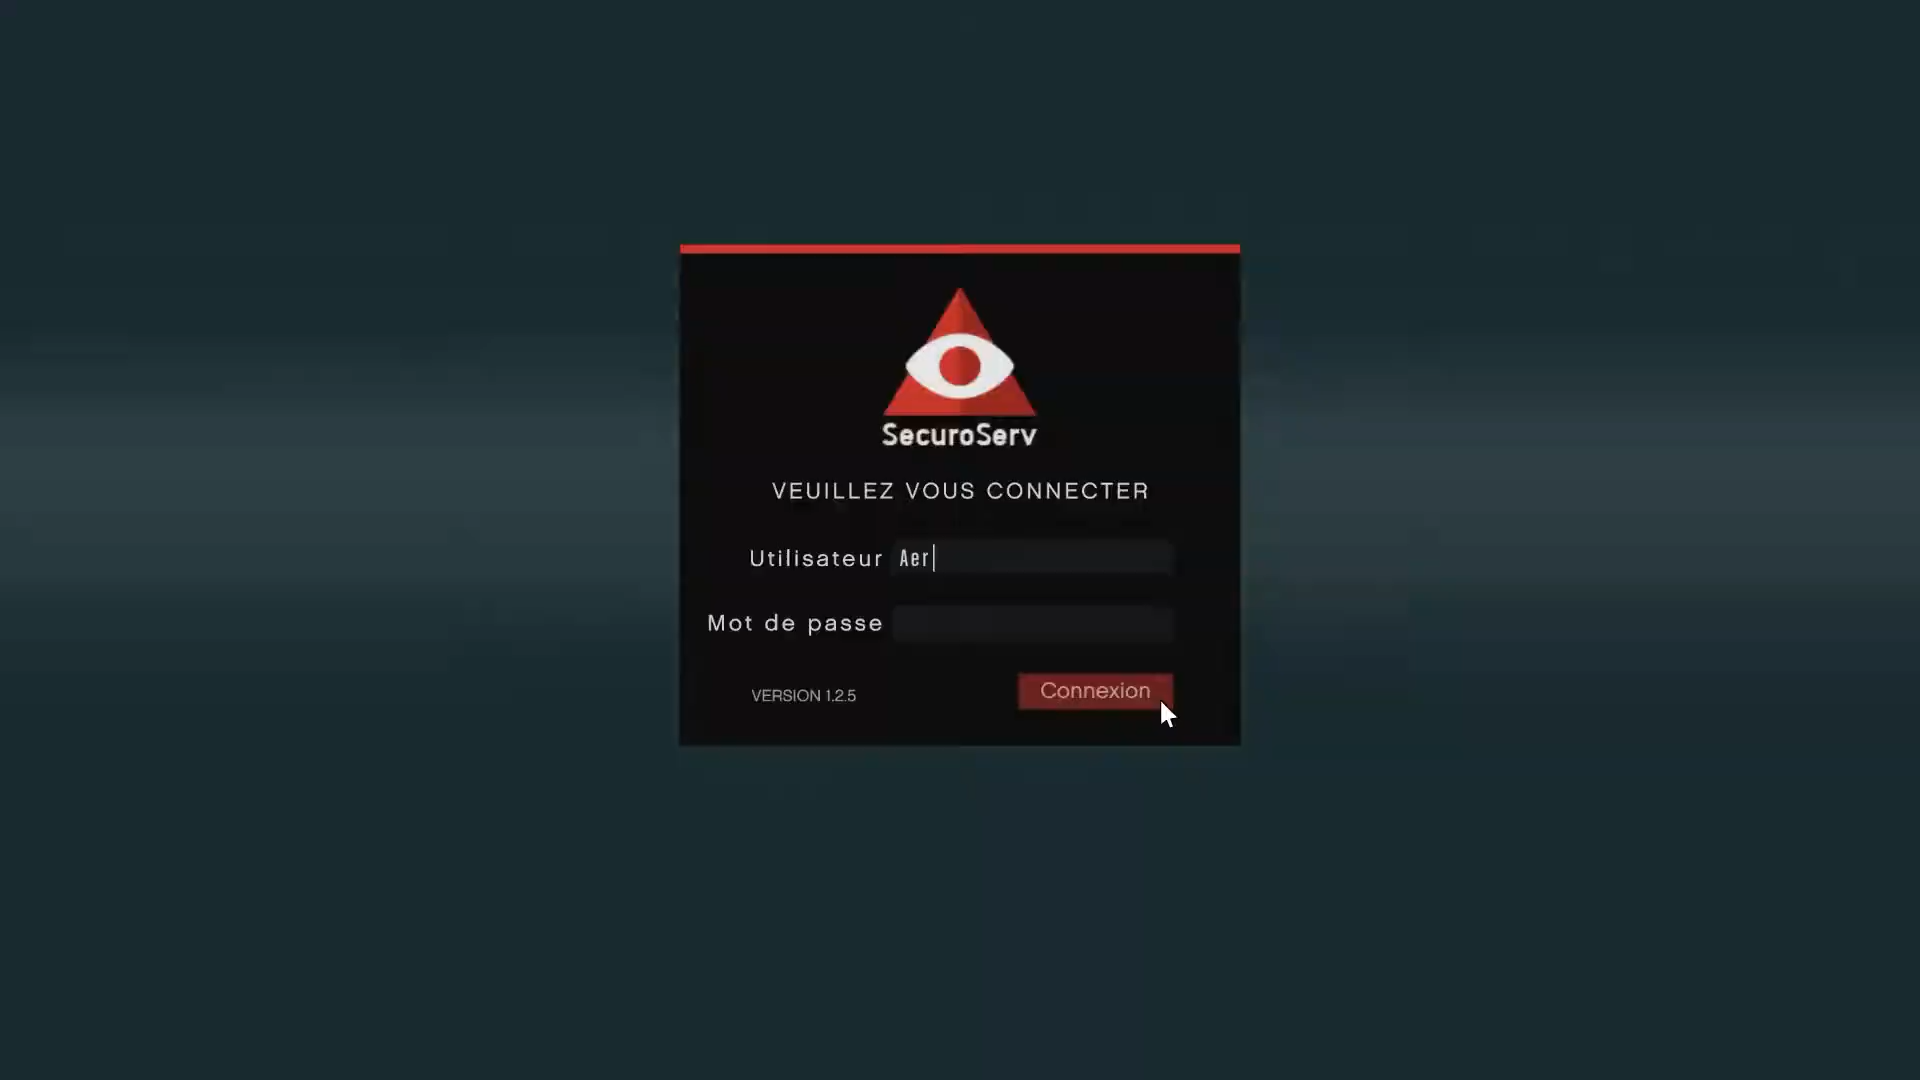 SecuroServ
VEUILLEZ VOUS CONNECTER
Utilisateur Aer
Mot de passe
VERSION 1.2.5 Connexion